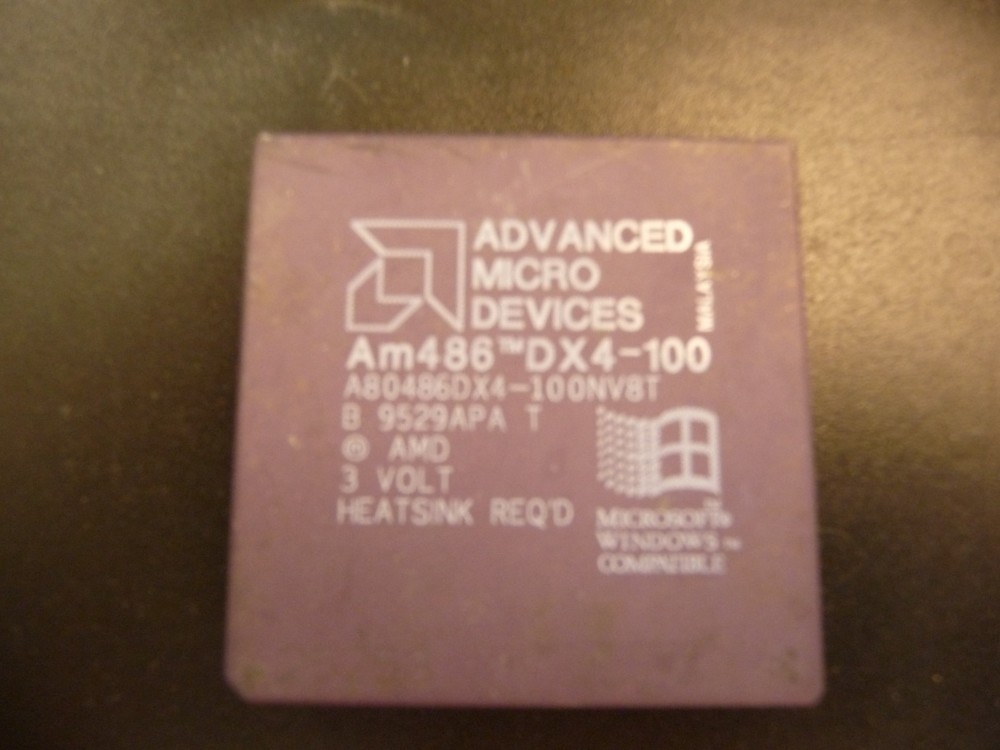 ADVANCED
MICRO
DEVICES
MALAYSIA
Am486™DX4-100
A80486DX4-100NV8T
B 9529APA T
Ⓜ AMD
3 VOLT
HEATSINK REQ'D
MICROSOFT®
WINDOWS™
COMPATIBLE